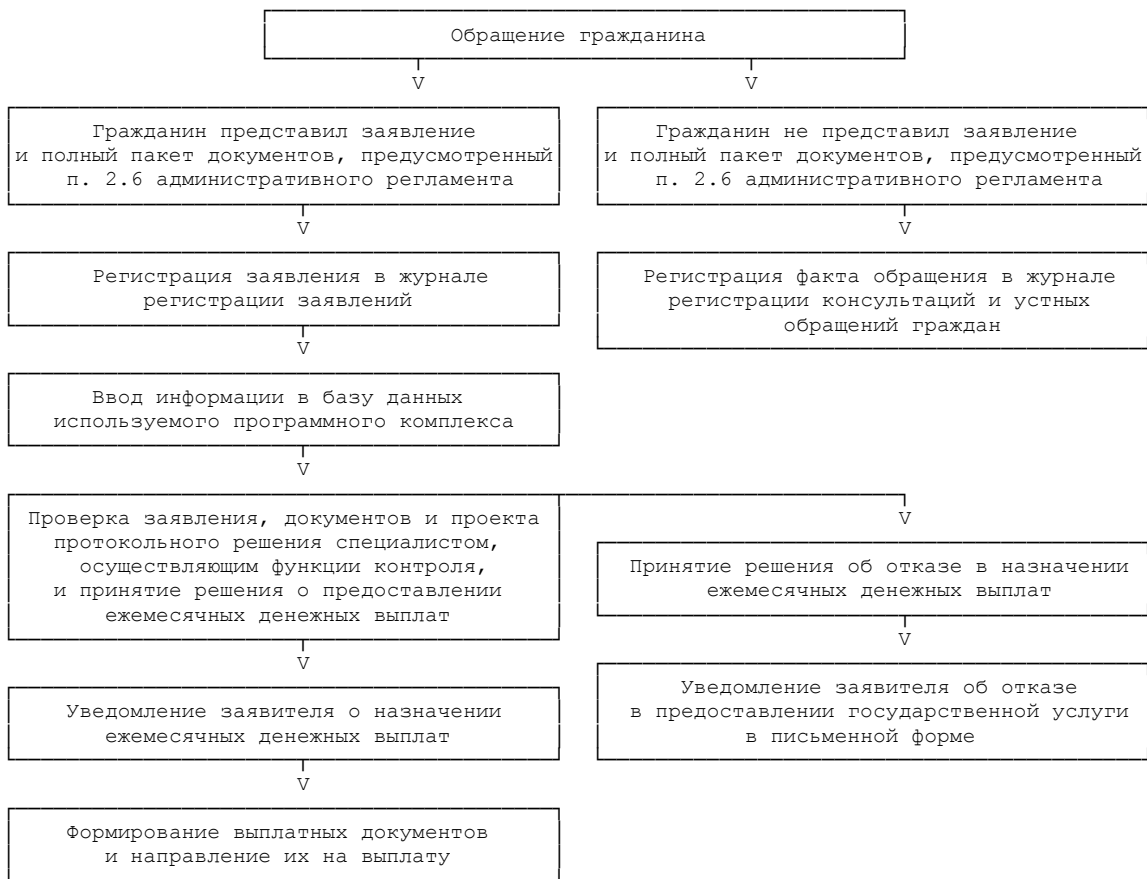 Обращение гражданина
V
V
Гражданин представил заявление
и полный пакет документов, предусмотренный
п. 2.6 административного регламента
Гражданин не представил заявление
и полный пакет документов, предусмотренный
п. 2.6 административного регламента
V
V
Регистрация заявления в журнале
регистрации заявлений
Регистрация факта обращения в журнале
регистрации консультаций и устных
обращений граждан
V
Ввод информации в базу данных
используемого программного комплекса
V
Проверка заявления, документов и проекта
протокольного решения специалистом,
осуществляющим функции контроля,
и принятие решения о предоставлении
ежемесячных денежных выплат
V
Принятие решения об отказе в назначении
ежемесячных денежных выплат
V
V
Уведомление заявителя о назначении
ежемесячных денежных выплат
Уведомление заявителя об отказе
в предоставлении государственной услуги
в письменной форме
V
Формирование выплатных документов
и направление их на выплату